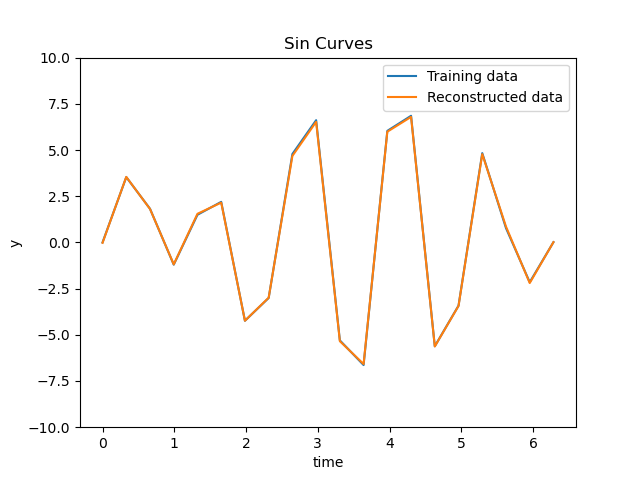 Sin Curves
Training data
Reconstructed data
10.0
7.5
5.0
2.5
0.0
−2.5
−5.0
−7.5
−10.0
y
0 1 2 3 4 5 6
time